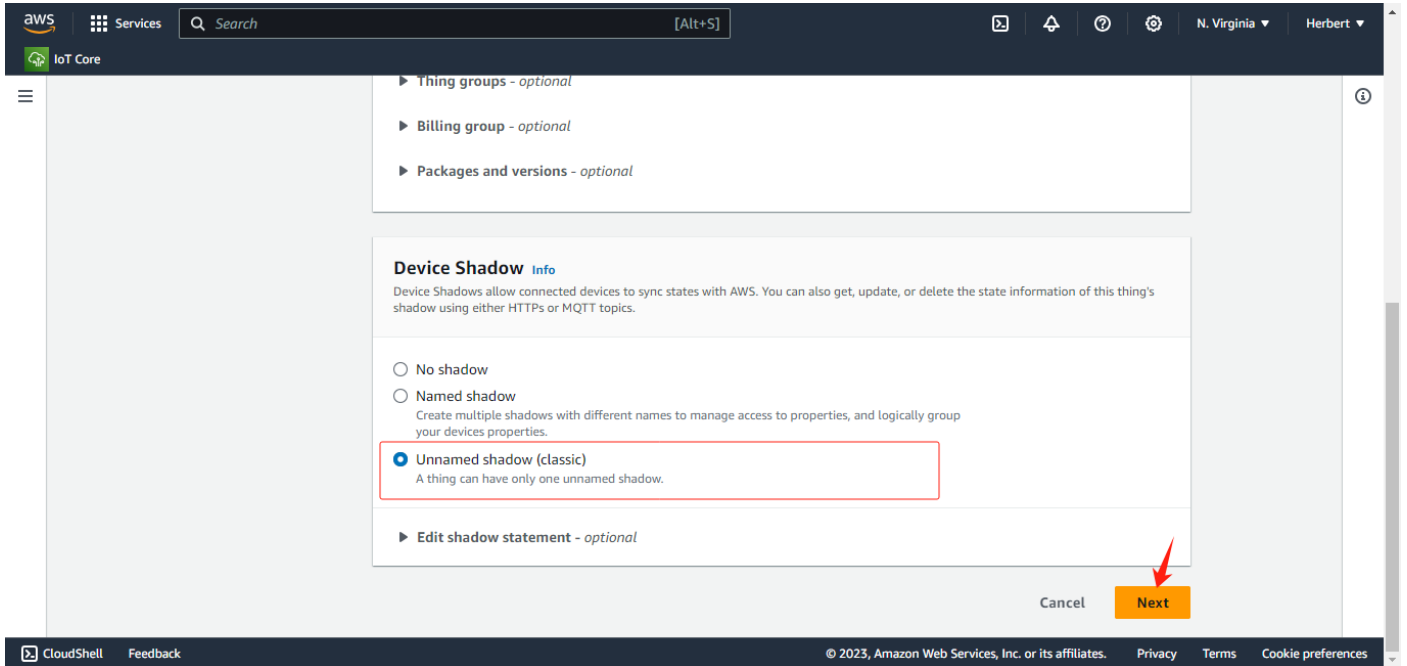 aws Services Search [Alt+S] N. Virginia ▼ Herbert ▼
IoT Core
Thing groups - optional
Billing group - optional
Packages and versions - optional
Device Shadow Info
Device Shadows allow connected devices to sync states with AWS. You can also get, update, or delete the state information of this thing's
shadow using either HTTPs or MQTT topics.
No shadow
Named shadow
Create multiple shadows with different names to manage access to properties, and logically group
your devices properties.
Unnamed shadow (classic)
A thing can have only one unnamed shadow.
Edit shadow statement - optional
Cancel Next
CloudShell Feedback © 2023, Amazon Web Services, Inc. or its affiliates. Privacy Terms Cookie preferences